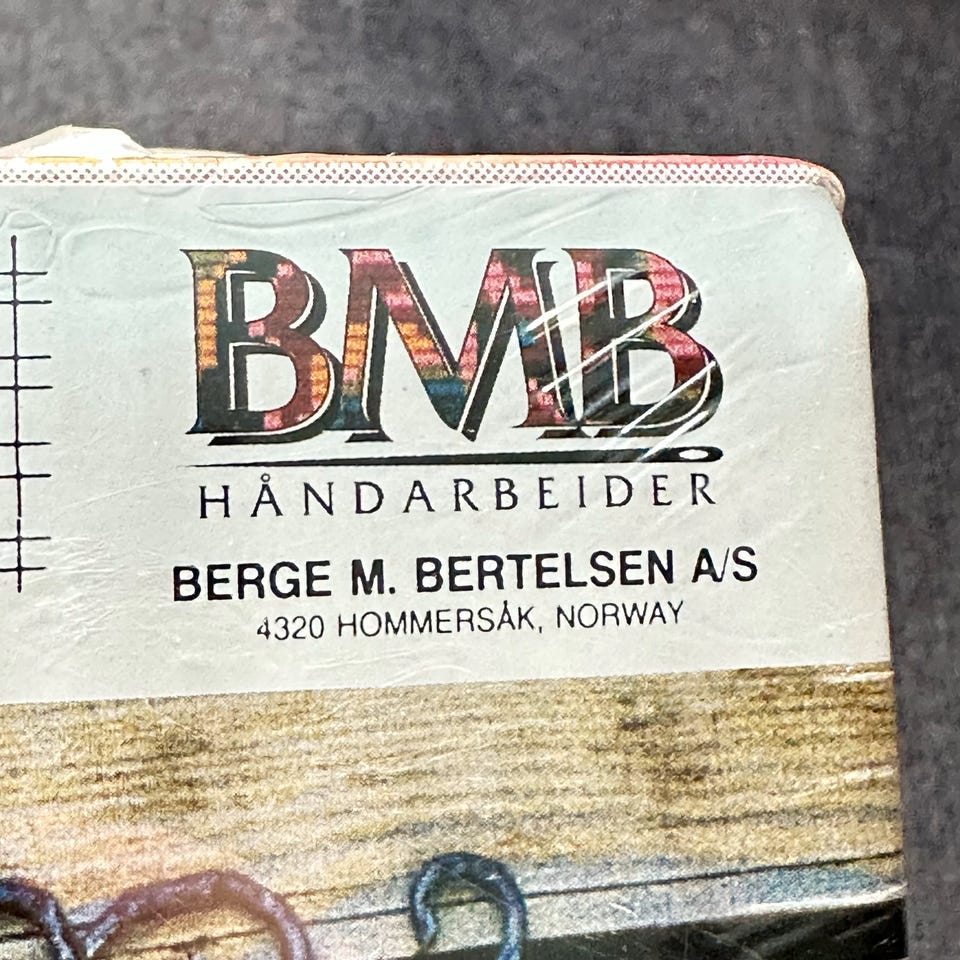 BMB
HÅNDARBEIDER
BERGE M. BERTELSEN A/S
4320 HOMMERSÅK, NORWAY